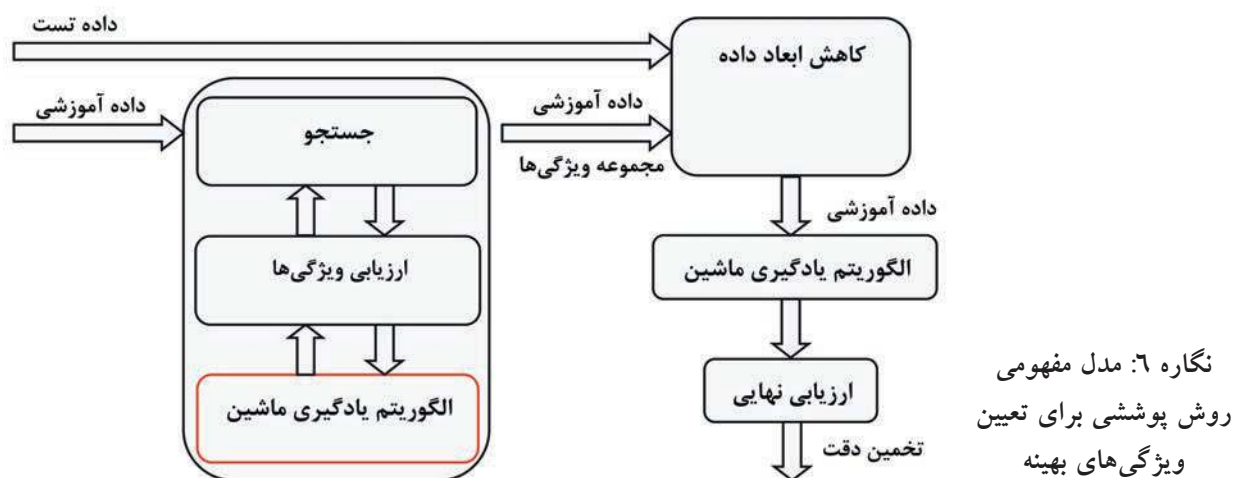 داده تست
کاهش ابعاد داده
داده آموزشی
جستجو
داده آموزشی
مجموعه ویژگی‌ها
ارزیابی ویژگی‌ها
الگوریتم یادگیری ماشین
داده آموزشی
الگوریتم یادگیری ماشین
ارزیابی نهایی
تخمین دقت
نگاره ٦: مدل مفهومی
روش پوششی برای تعیین
ویژگی‌های بهینه